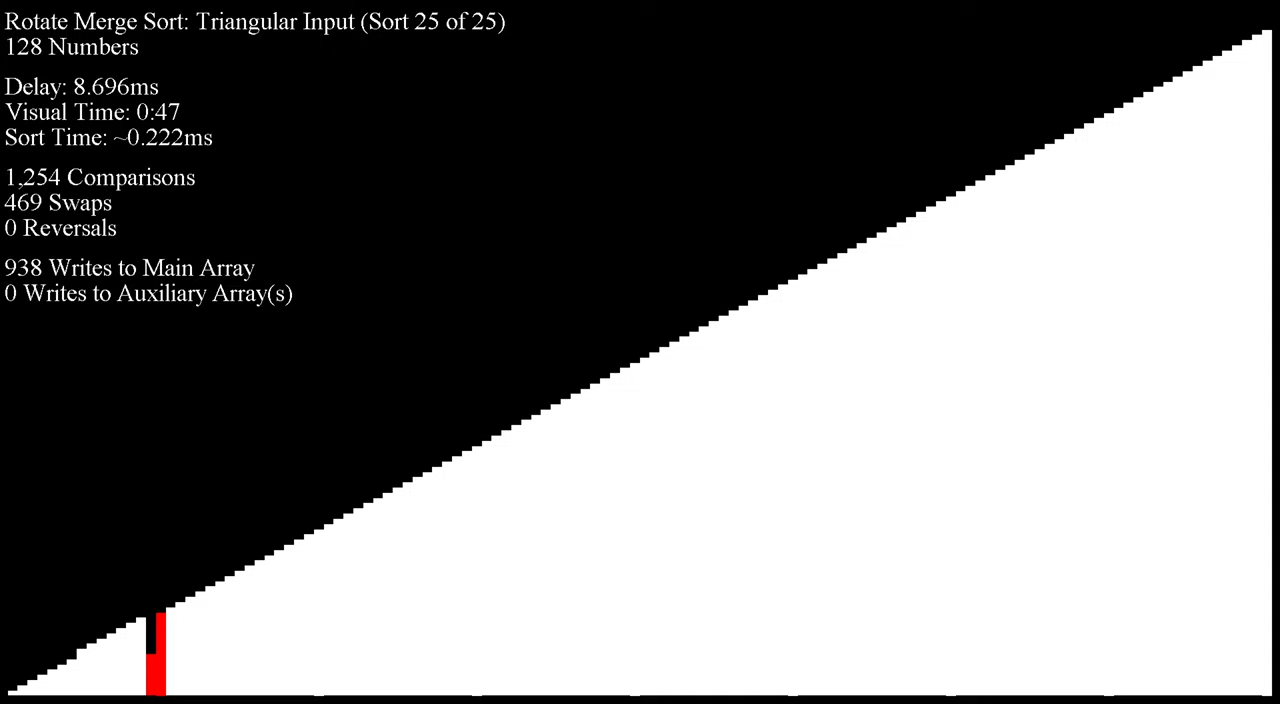 Rotate Merge Sort: Triangular Input (Sort 25 of 25)
128 Numbers
Delay: 8.696ms
Visual Time: 0:47
Sort Time: ~0.222ms
1,254 Comparisons
469 Swaps
0 Reversals
938 Writes to Main Array
0 Writes to Auxiliary Array(s)